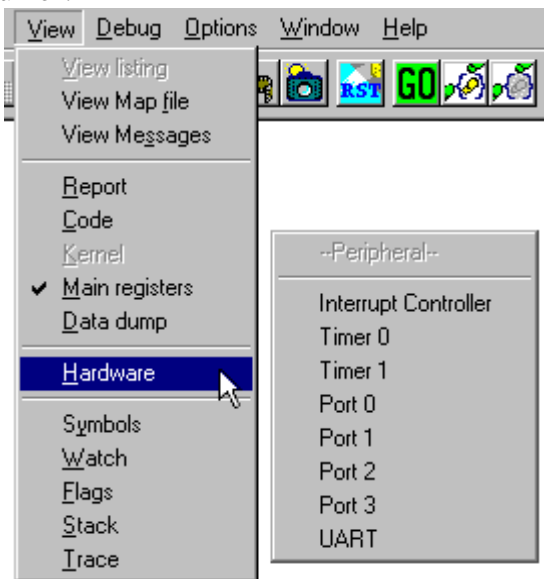 View Debug Options Window Help
RST GO
View listing
View Map file
View Messages
Report
Code
Kernel
Main registers
Data dump
Hardware
Symbols
Watch
Flags
Stack
Trace
--Peripheral--
Interrupt Controller
Timer 0
Timer 1
Port 0
Port 1
Port 2
Port 3
UART